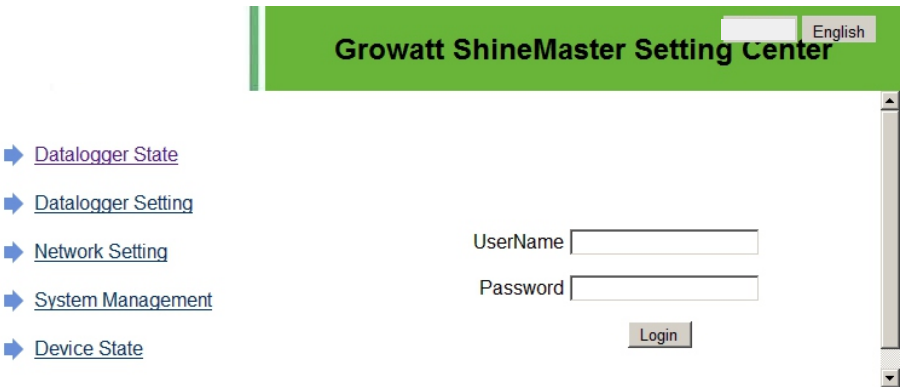 Growatt ShineMaster Setting Center
English
Datalogger State
Datalogger Setting
Network Setting
System Management
Device State
UserName
Password
Login